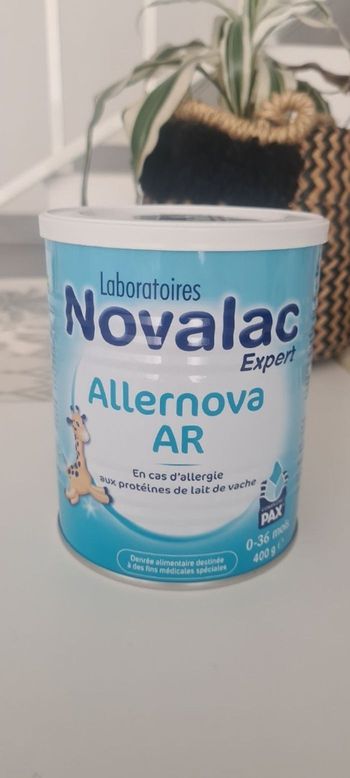 Laboratoires
Novalac
Expert
Allernova
AR
En cas d'allergie
aux protéines de lait de vache
PAX
0-36 mois
400 g e
Denrée alimentaire destinée
à des fins médicales spéciales